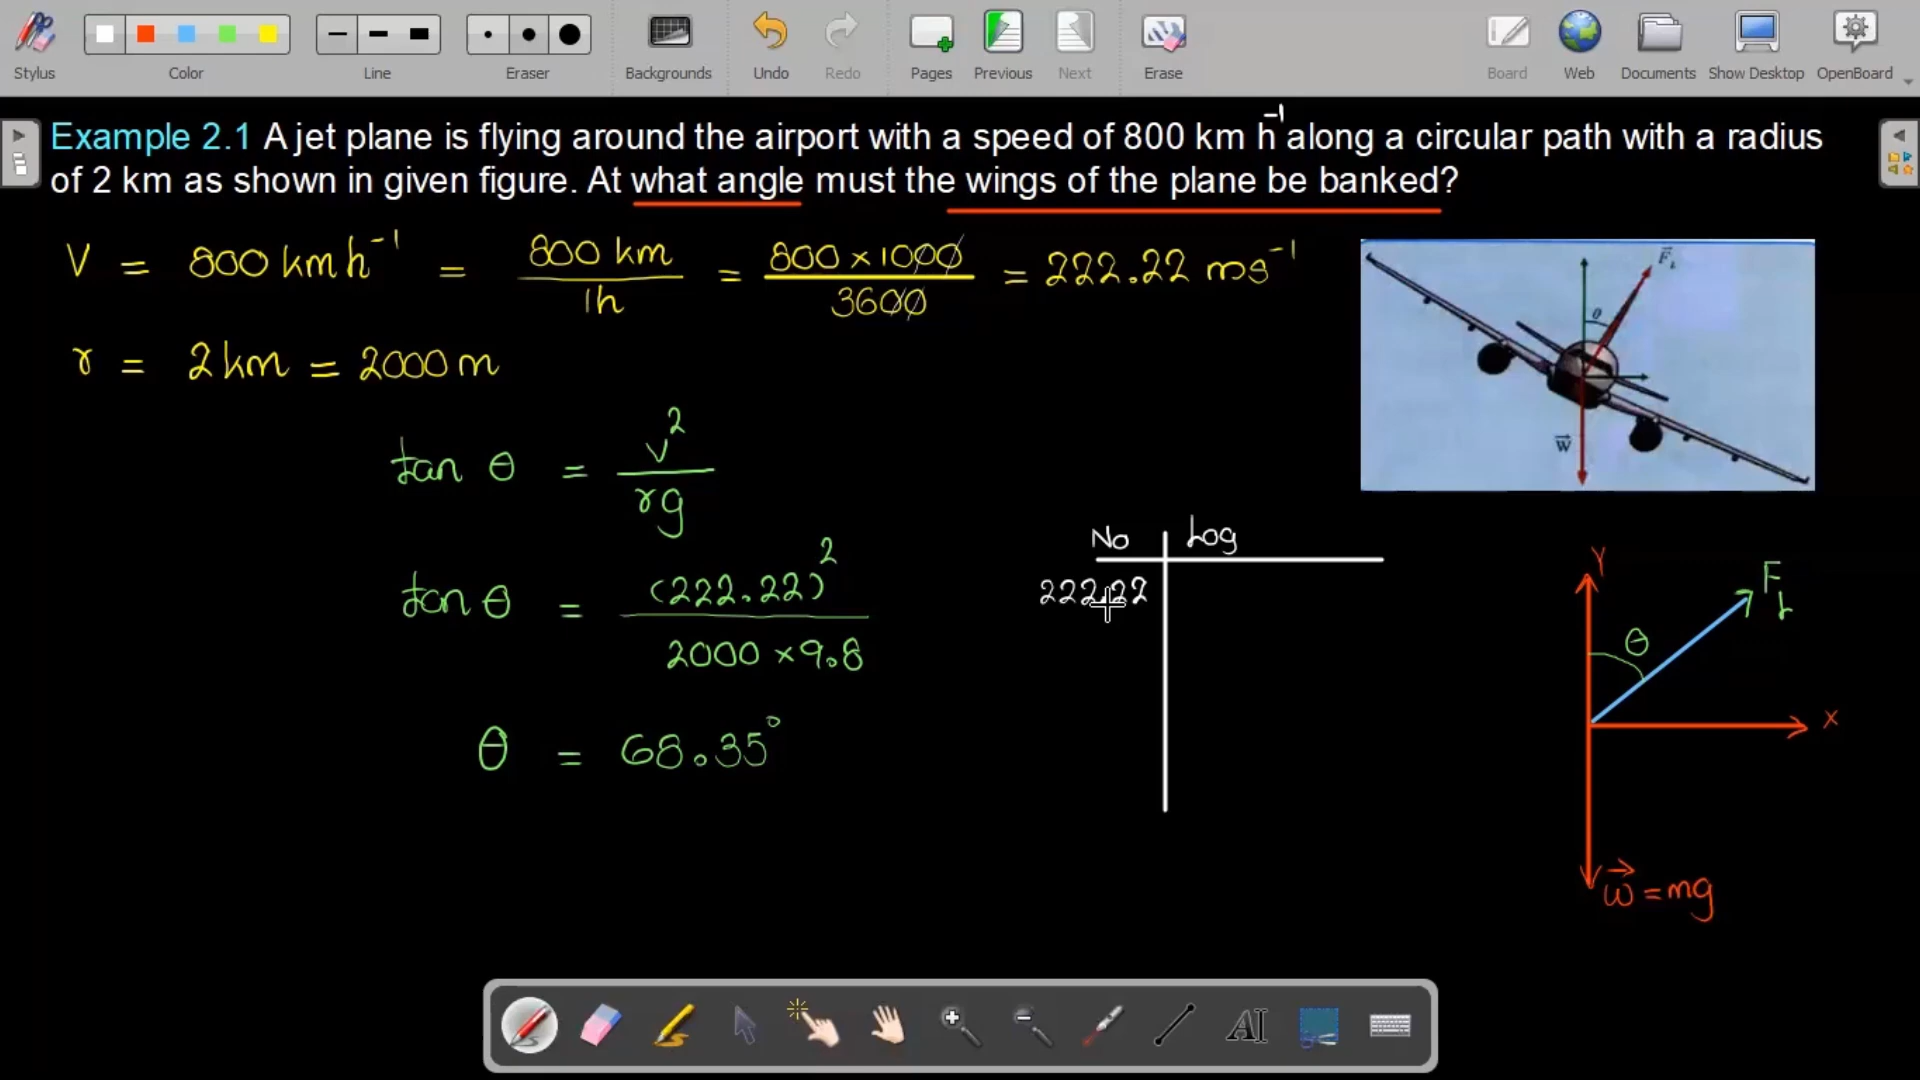 Stylus Color Line Eraser Backgrounds Undo Redo Pages Previous Next Erase Board Web Documents Show Desktop OpenBoard
Example 2.1 A jet plane is flying around the airport with a speed of 800 km h⁻¹ along a circular path with a radius
of 2 km as shown in given figure. At what angle must the wings of the plane be banked?
V = 800 km h⁻¹ = 800 km / 1h = 800 × 1000 / 3600 = 222.22 ms⁻¹
r = 2 km = 2000 m
tan θ = v² / rg
tan θ = (222.22)² / 2000 × 9.8
θ = 68.35°
F_L
θ
W
No Log
222.22
Y
F_L
θ
X
w = mg
AI